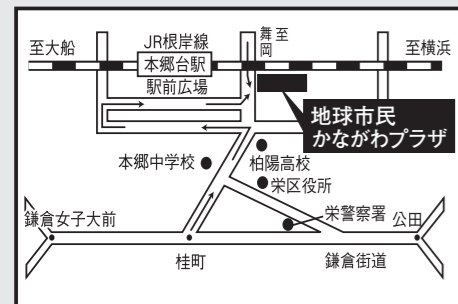 至大船
JR根岸線
本郷台駅
駅前広場
至
舞岡
至横浜
地球市民
かながわプラザ
本郷中学校
柏陽高校
栄区役所
鎌倉女子大前
栄警察署
公田
桂町
鎌倉街道